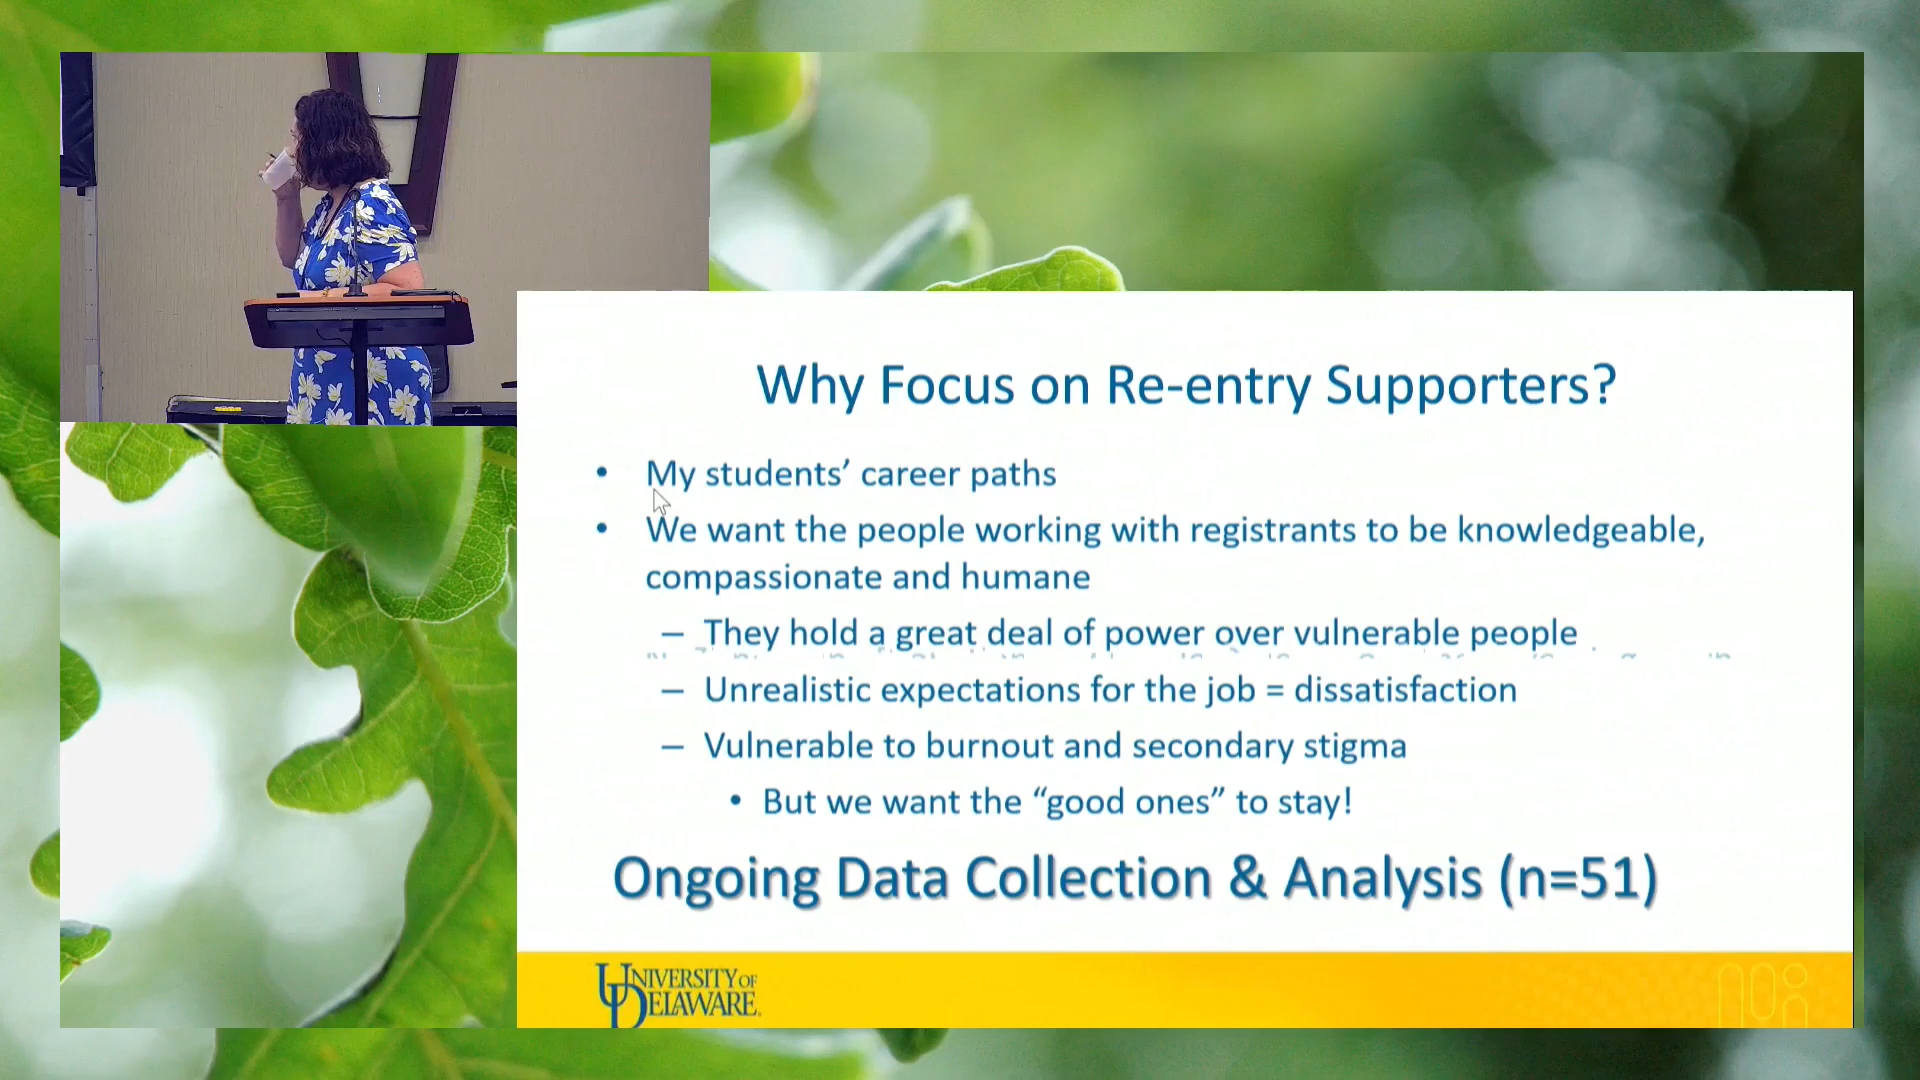 Why Focus on Re-entry Supporters?
• My students’ career paths
• We want the people working with registrants to be knowledgeable,
compassionate and humane
– They hold a great deal of power over vulnerable people
– Unrealistic expectations for the job = dissatisfaction
– Vulnerable to burnout and secondary stigma
• But we want the “good ones” to stay!
Ongoing Data Collection & Analysis (n=51)
UNIVERSITY OF
DELAWARE.